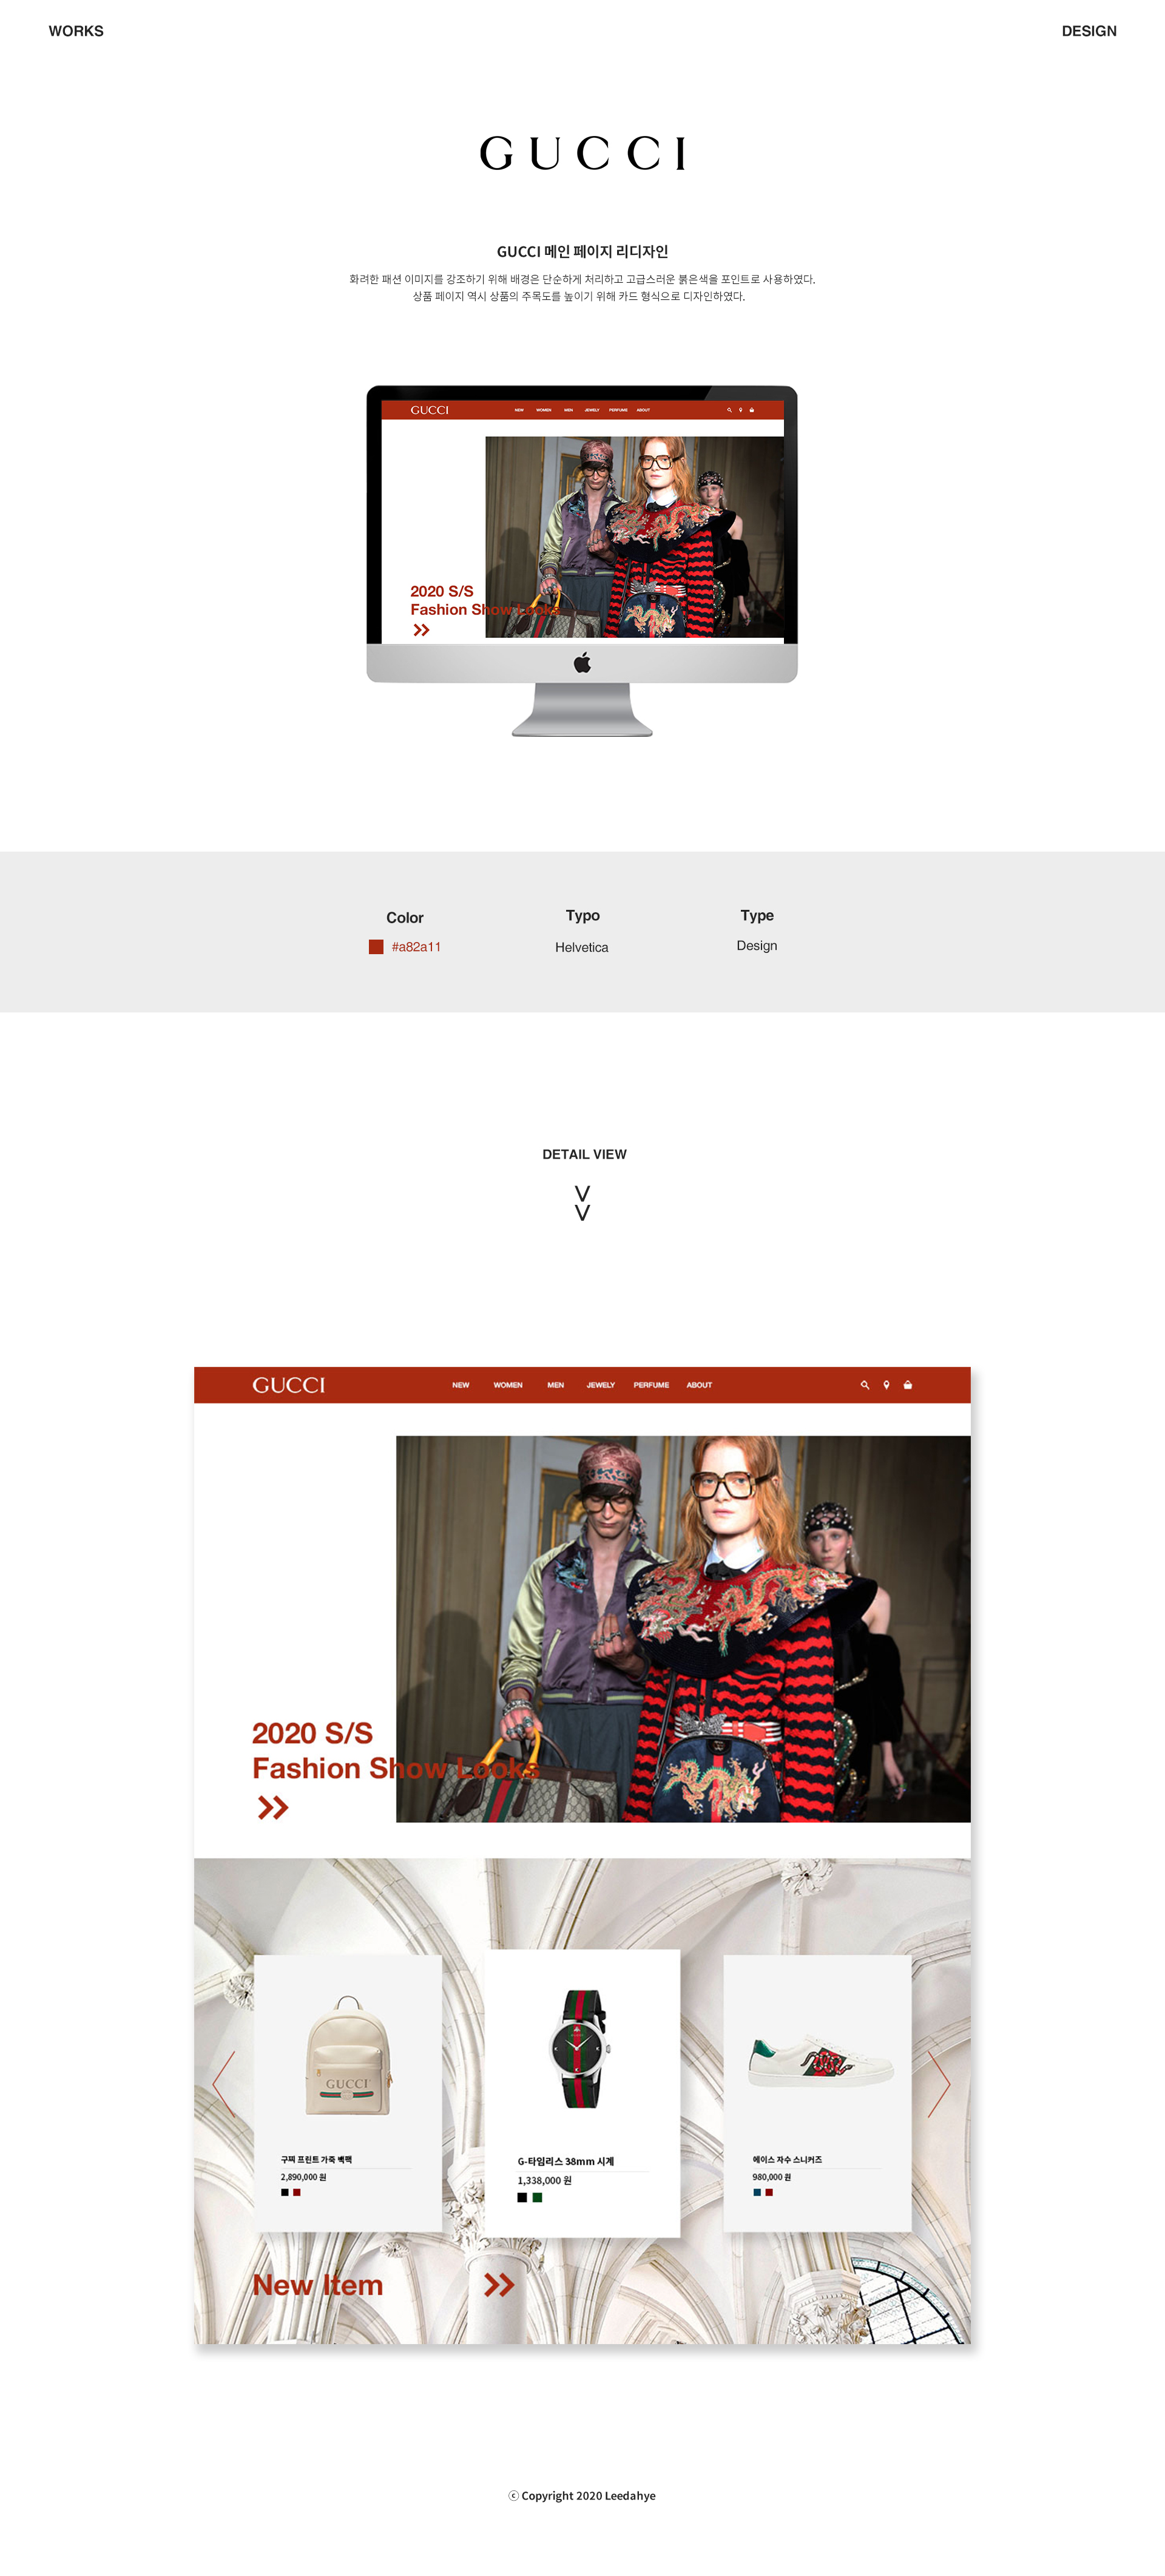 WORKS
DESIGN
GUCCI
GUCCI 메인 페이지 리디자인
화려한 패션 이미지를 강조하기 위해 배경은 단순하게 처리하고 고급스러운 붉은색을 포인트로 사용하였다.
상품 페이지 역시 상품의 주목도를 높이기 위해 카드 형식으로 디자인하였다.
GUCCI NEW WOMEN MEN JEWELY PERFUME ABOUT
2020 S/S
Fashion Show Looks
Color
Typo
Type
#a82a11
Helvetica
Design
DETAIL VIEW
GUCCI NEW WOMEN MEN JEWELY PERFUME ABOUT
2020 S/S
Fashion Show Looks
GUCCI
구찌 프린트 가죽 백팩
2,890,000 원
G-타임리스 38mm 시계
1,338,000 원
에이스 자수 스니커즈
980,000 원
New Item
ⓒ Copyright 2020 Leedahye